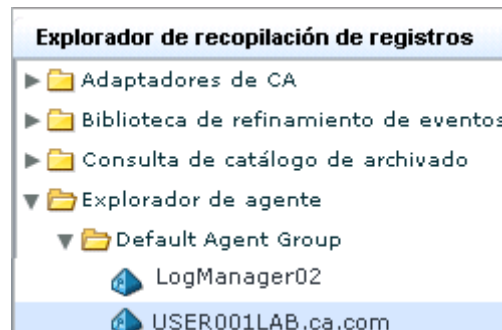 Explorador de recopilación de registros
Adaptadores de CA
Biblioteca de refinamiento de eventos
Consulta de catálogo de archivado
Explorador de agente
Default Agent Group
LogManager02
USER001LAB.ca.com